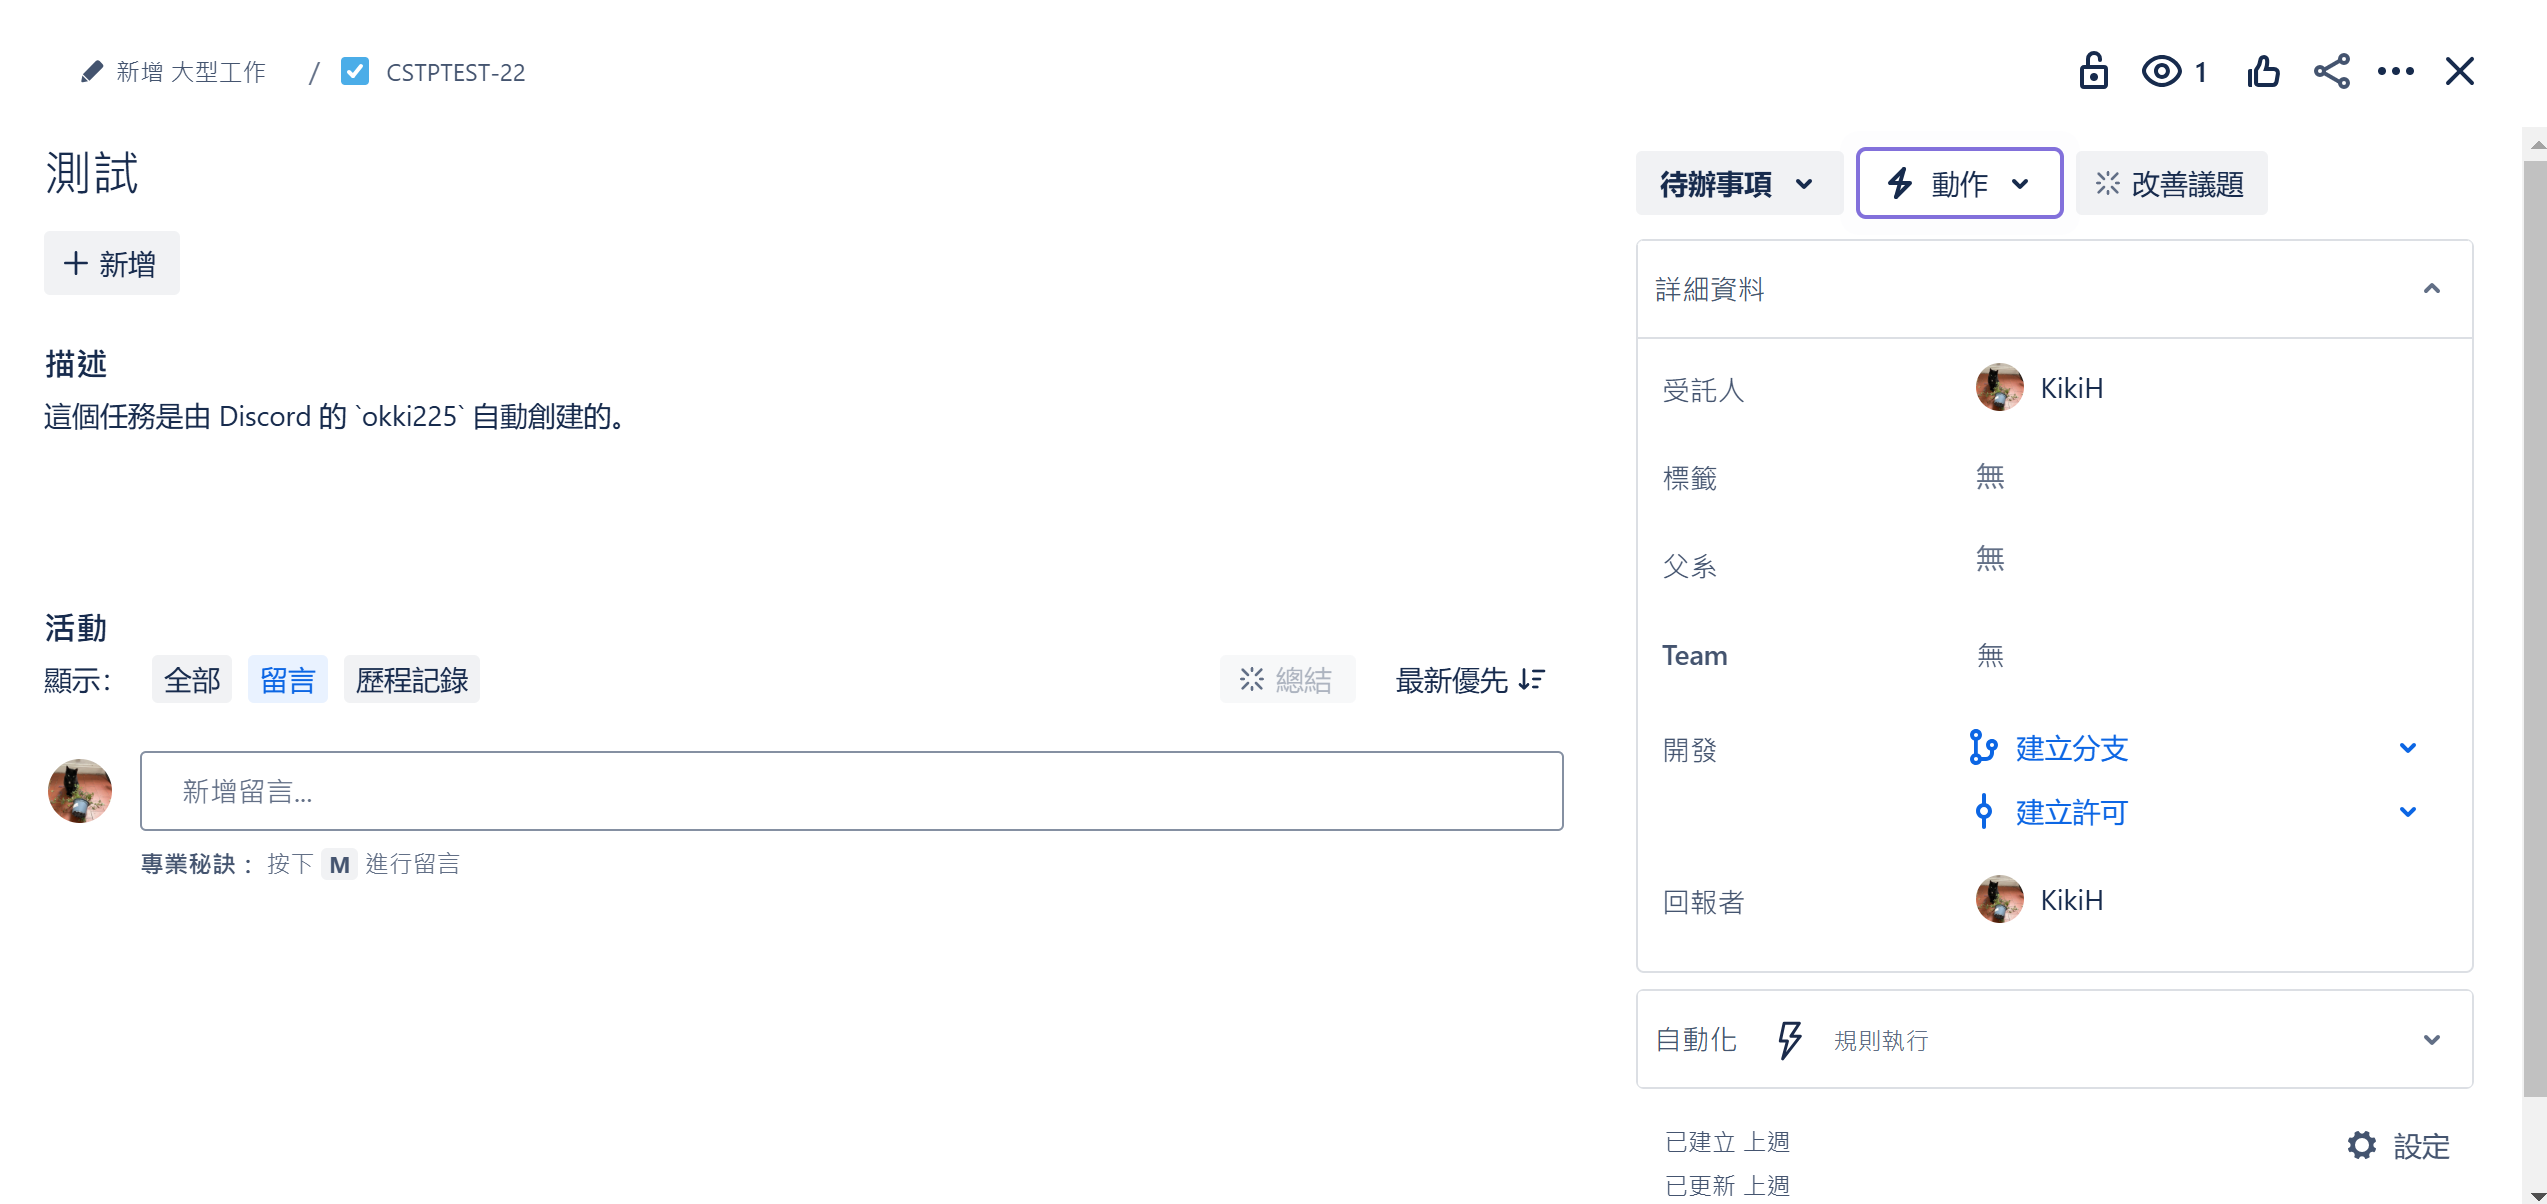 新增 大型工作 / CSTPTEST-22
1
測試
待辦事項 動作 改善議題
新增
詳細資料
描述
這個任務是由 Discord 的 `okki225` 自動創建的。
受託人 KikiH
標籤 無
父系 無
Team 無
開發 建立分支
建立許可
回報者 KikiH
活動
顯示： 全部 留言 歷程記錄 總結 最新優先
新增留言...
專業秘訣： 按下 M 進行留言
自動化 規則執行
已建立 上週
設定
已更新 上週